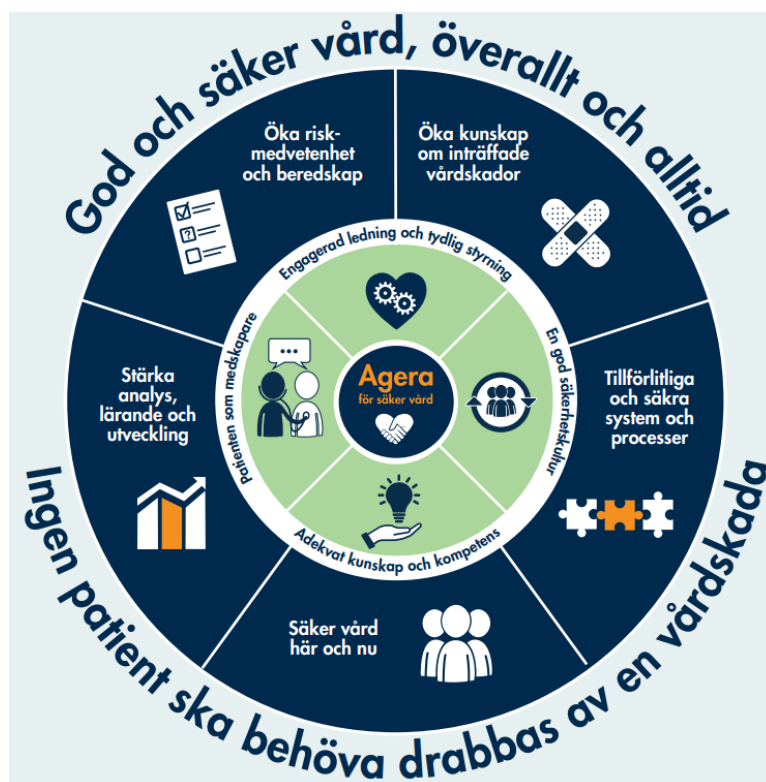 God och säker vård, överallt och alltid
Öka risk-
medvetenhet
och beredskap
Öka kunskap
om inträffade
vårdskador
Engagerad ledning och tydlig styrning
Patienten som medskapare
En god säkerhetskultur
Stärka
analys,
lärande och
utveckling
Agera
för säker vård
Tillförlitliga
och säkra
system och
processer
Adekvat kunskap och kompetens
Säker vård
här och nu
Ingen patient ska behöva drabbas av en vårdskada